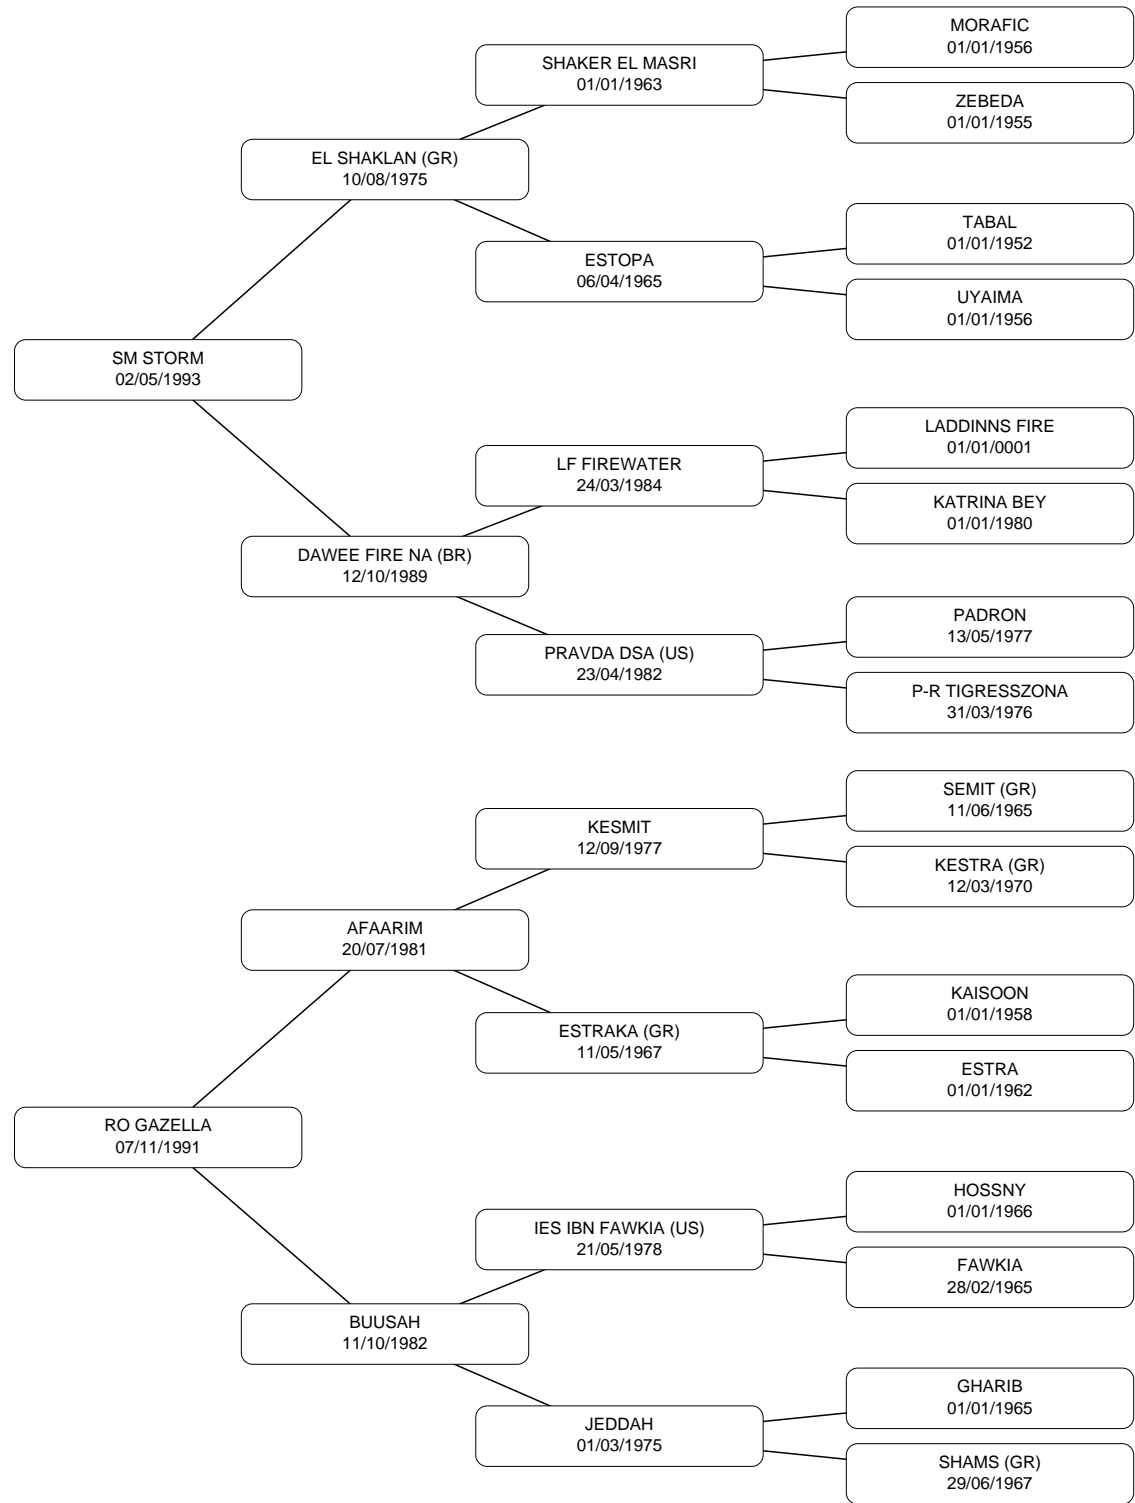 MORAFIC
01/01/1956
SHAKER EL MASRI
01/01/1963
ZEBEDA
01/01/1955
EL SHAKLAN (GR)
10/08/1975
TABAL
01/01/1952
ESTOPA
06/04/1965
UYAIMA
01/01/1956
SM STORM
02/05/1993
LADDINNS FIRE
01/01/0001
LF FIREWATER
24/03/1984
KATRINA BEY
01/01/1980
DAWEE FIRE NA (BR)
12/10/1989
PADRON
13/05/1977
PRAVDA DSA (US)
23/04/1982
P-R TIGRESSZONA
31/03/1976
SEMIT (GR)
11/06/1965
KESMIT
12/09/1977
KESTRA (GR)
12/03/1970
AFAARIM
20/07/1981
KAISOON
01/01/1958
ESTRAKA (GR)
11/05/1967
ESTRA
01/01/1962
RO GAZELLA
07/11/1991
HOSSNY
01/01/1966
IES IBN FAWKIA (US)
21/05/1978
FAWKIA
28/02/1965
BUUSAH
11/10/1982
GHARIB
01/01/1965
JEDDAH
01/03/1975
SHAMS (GR)
29/06/1967